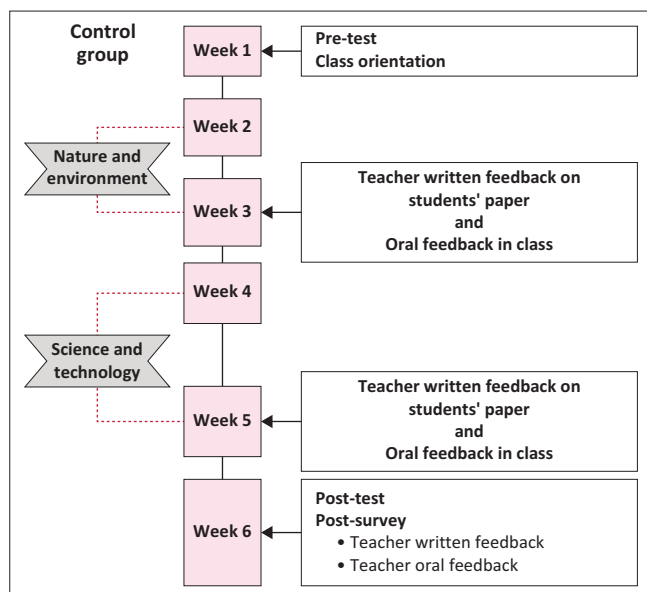 Control
group
Week 1
Pre-test
Class orientation
Week 2
Nature and
environment
Week 3
Teacher written feedback on
students' paper
and
Oral feedback in class
Week 4
Science and
technology
Week 5
Teacher written feedback on
students' paper
and
Oral feedback in class
Week 6
Post-test
Post-survey
• Teacher written feedback
• Teacher oral feedback